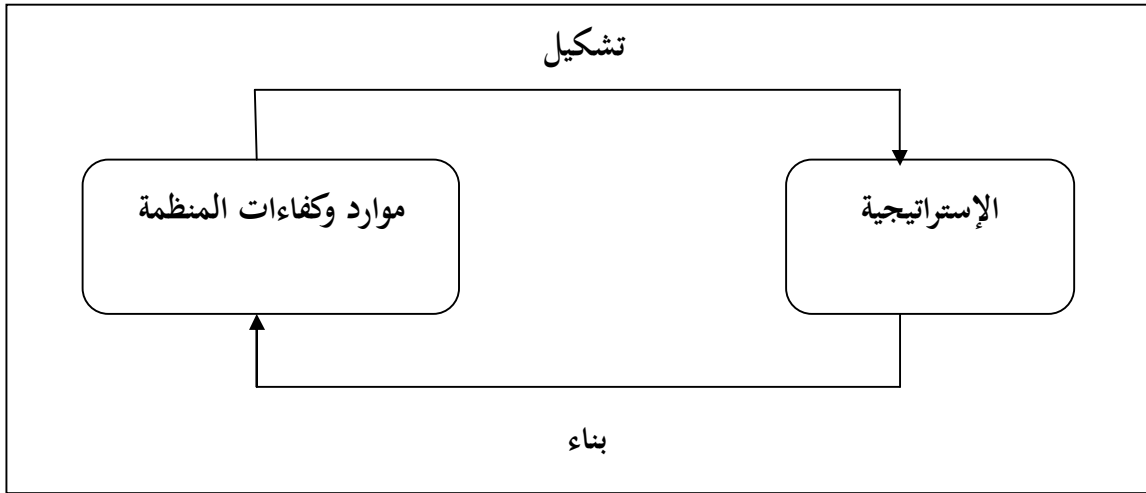 تشكيل
الإستراتيجية
موارد وكفاءات المنظمة
بناء